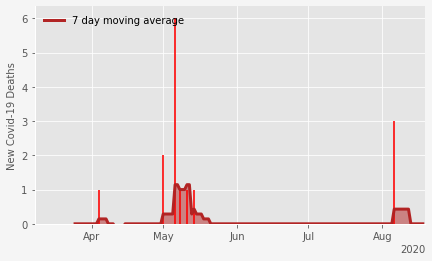 7 day moving average
New Covid-19 Deaths
6
5
4
3
2
1
0
Apr
May
Jun
Jul
Aug
2020